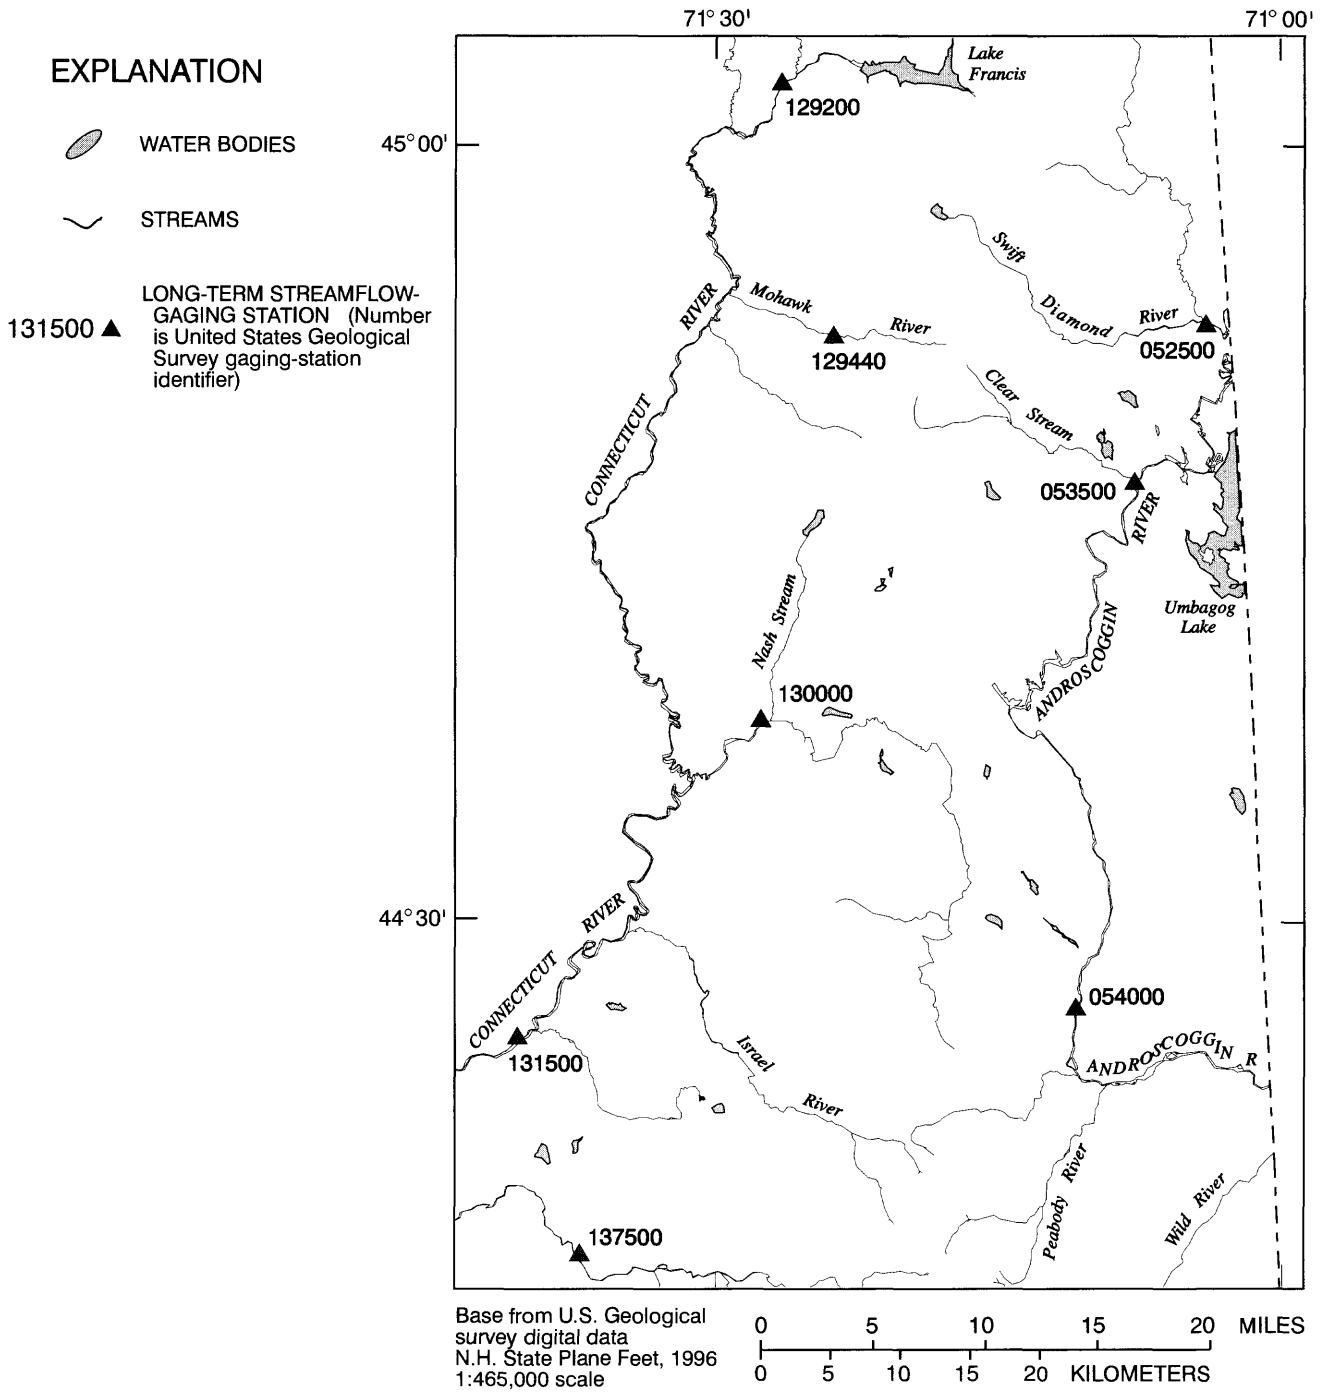 71° 30'
71° 00'
EXPLANATION
WATER BODIES
STREAMS
131500
LONG-TERM STREAMFLOW-
GAGING STATION (Number
is United States Geological
Survey gaging-station
identifier)
45° 00'
44° 30'
Lake
Francis
129200
Swift
Diamond
River
052500
Mohawk
River
129440
RIVER
CONNECTICUT
Clear
Stream
053500
RIVER
ANDROSCOGGIN
Umbagog
Lake
Nash Stream
130000
RIVER
CONNECTICUT
131500
054000
ANDROSCOGGIN R
Israel
River
Peabody River
Wild River
137500
Base from U.S. Geological
survey digital data
N.H. State Plane Feet, 1996
1:465,000 scale
0 5 10 15 20 MILES
0 5 10 15 20 KILOMETERS